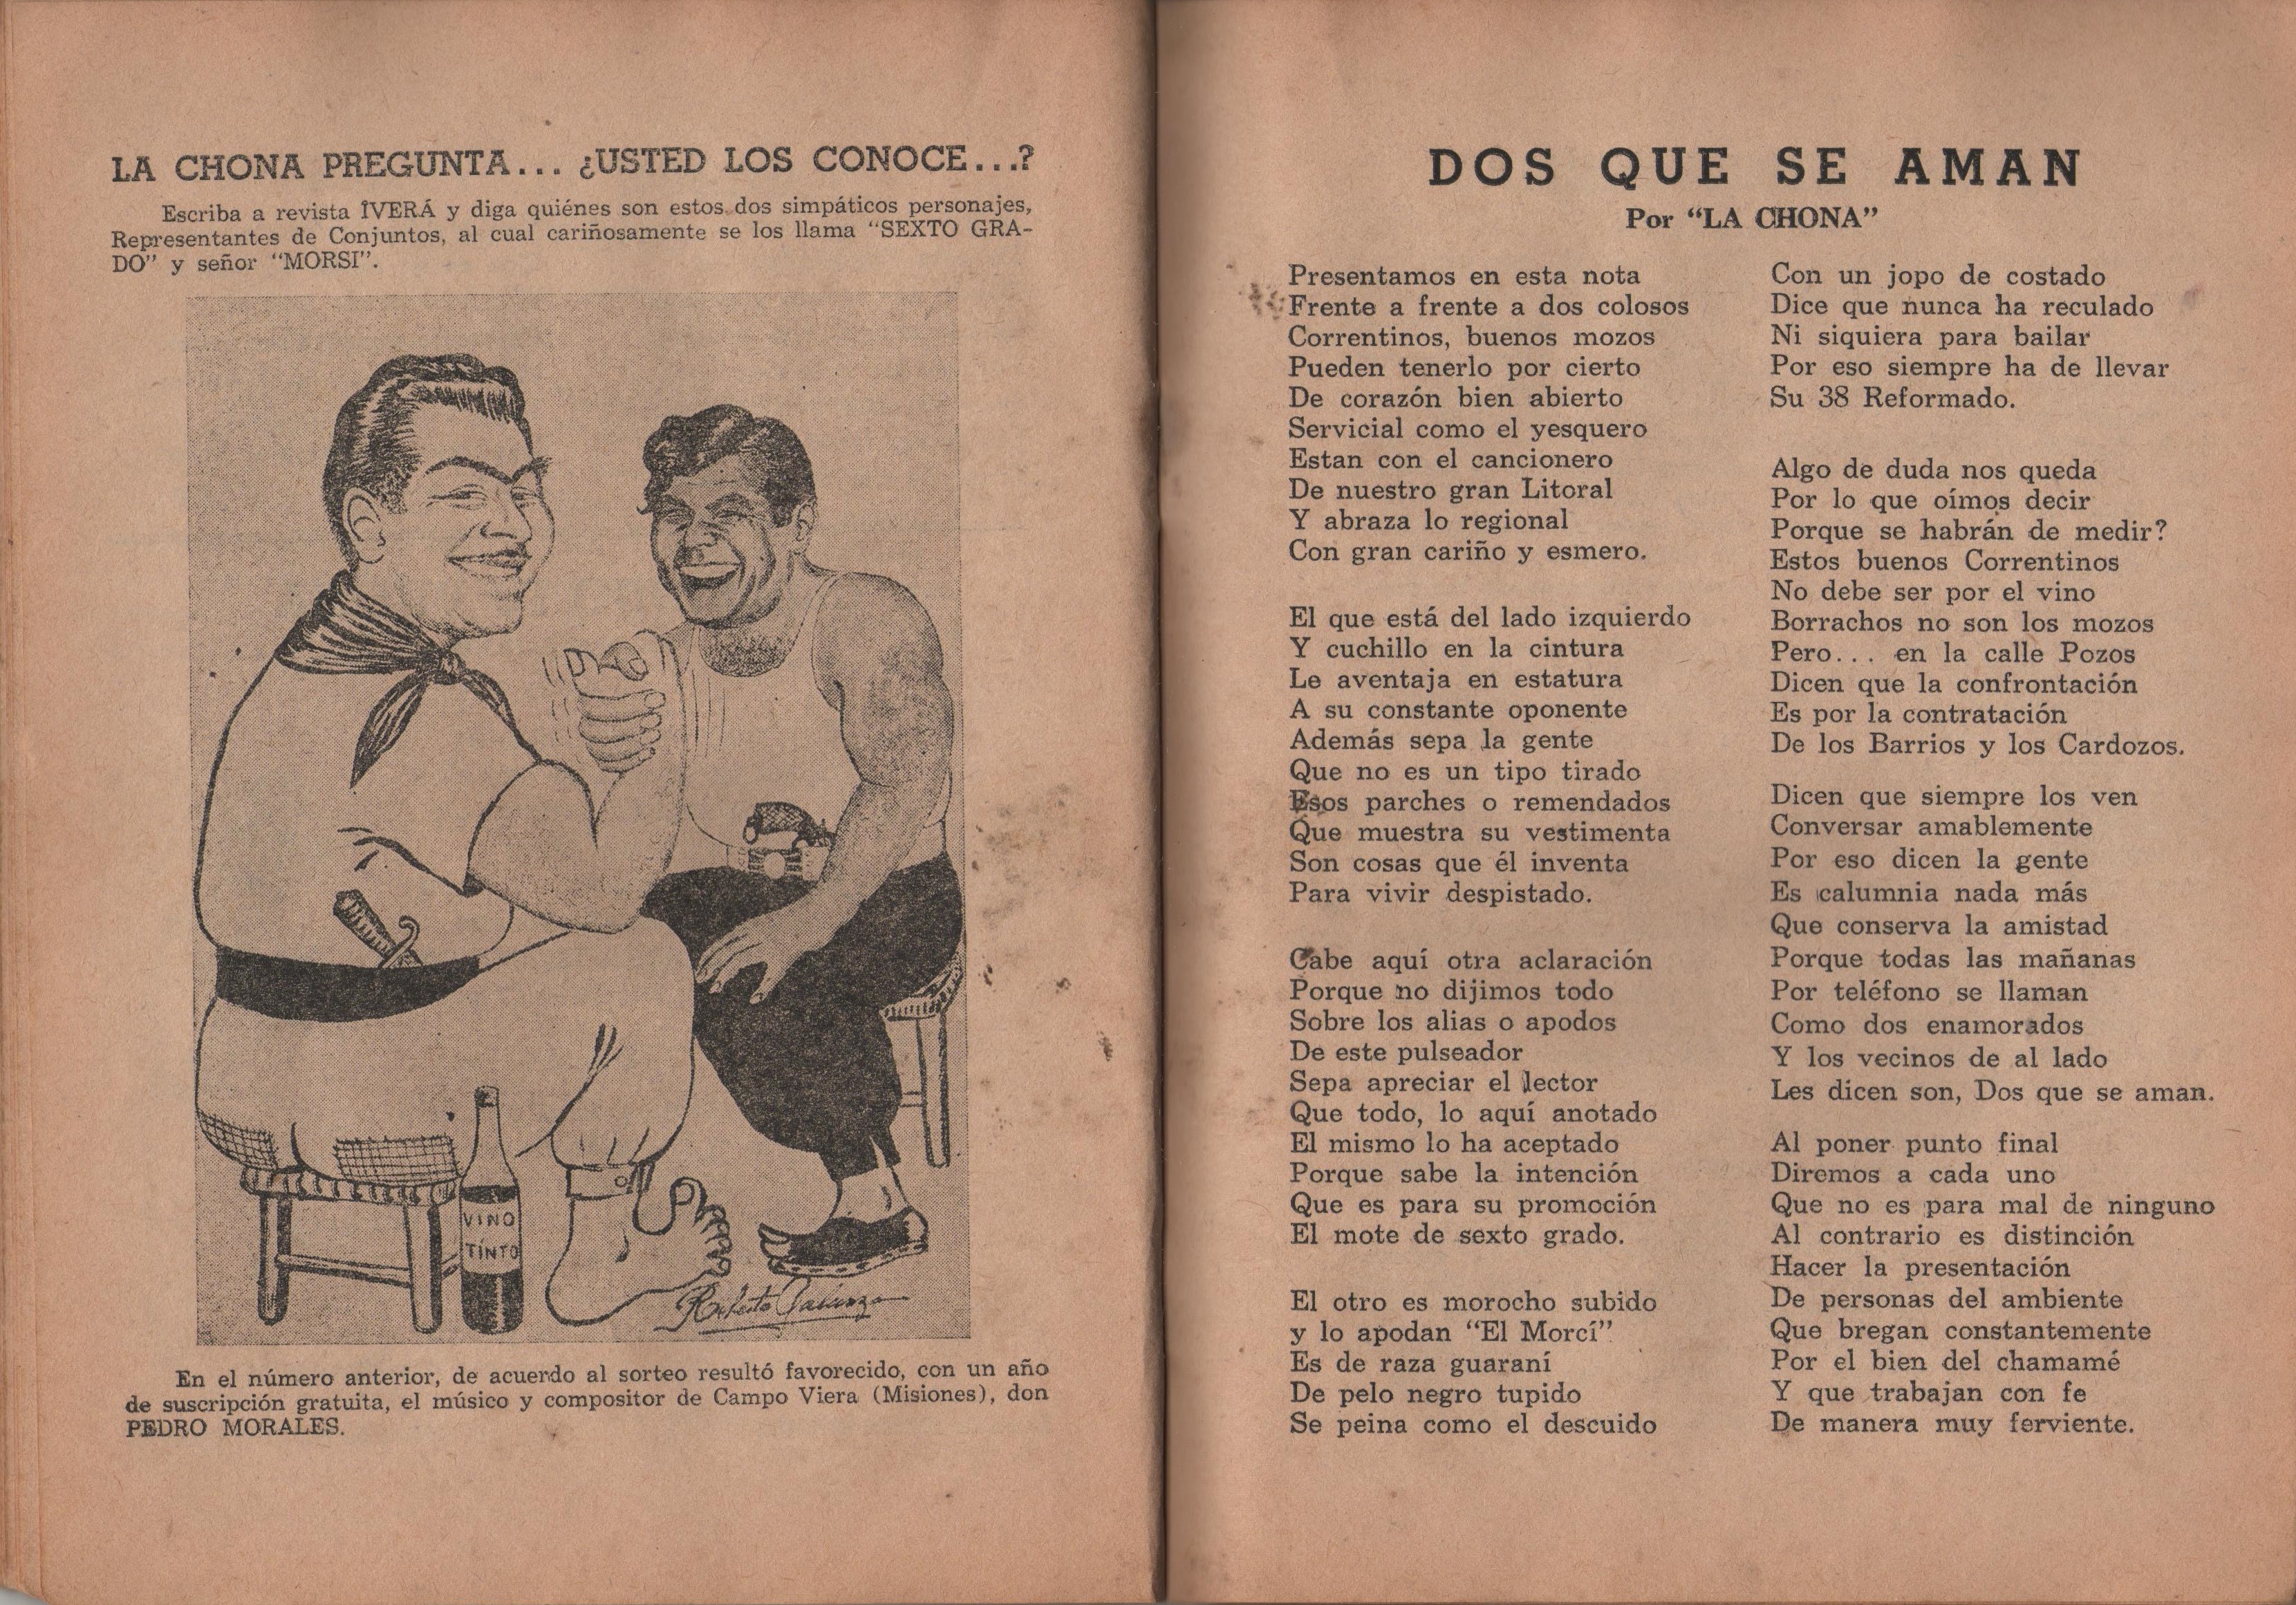 LA CHONA PREGUNTA... ¿USTED LOS CONOCE...?
Escriba a revista ÎVERÁ y diga quiénes son estos dos simpáticos personajes,
Representantes de Conjuntos, al cual cariñosamente se los llama "SEXTO GRA-
DO" y señor "MORSI".
VINO
TÍNTO
Roberto
En el número anterior, de acuerdo al sorteo resultó favorecido, con un año
de suscripción gratuita, el músico y compositor de Campo Viera (Misiones), don
PEDRO MORALES.
DOS QUE SE AMAN
Por "LA CHONA"
Presentamos en esta nota
Frente a frente a dos colosos
Correntinos, buenos mozos
Pueden tenerlo por cierto
De corazón bien abierto
Servicial como el yesquero
Estan con el cancionero
De nuestro gran Litoral
Y abraza lo regional
Con gran cariño y esmero.
El que está del lado izquierdo
Y cuchillo en la cintura
Le aventaja en estatura
A su constante oponente
Además sepa la gente
Que no es un tipo tirado
Esos parches o remendados
Que muestra su vestimenta
Son cosas que él inventa
Para vivir despistado.
Cabe aquí otra aclaración
Porque no dijimos todo
Sobre los alias o apodos
De este pulseador
Sepa apreciar el lector
Que todo, lo aquí anotado
El mismo lo ha aceptado
Porque sabe la intención
Que es para su promoción
El mote de sexto grado.
El otro es morocho subido
y lo apodan "El Morcí"
Es de raza guaraní
De pelo negro tupido
Se peina como el descuido
Con un jopo de costado
Dice que nunca ha reculado
Ni siquiera para bailar
Por eso siempre ha de llevar
Su 38 Reformado.
Algo de duda nos queda
Por lo que oímos decir
Porque se habrán de medir?
Estos buenos Correntinos
No debe ser por el vino
Borrachos no son los mozos
Pero... en la calle Pozos
Dicen que la confrontación
Es por la contratación
De los Barrios y los Cardozos.
Dicen que siempre los ven
Conversar amablemente
Por eso dicen la gente
Es calumnia nada más
Que conserva la amistad
Porque todas las mañanas
Por teléfono se llaman
Como dos enamorados
Y los vecinos de al lado
Les dicen son, Dos que se aman.
Al poner punto final
Diremos a cada uno
Que no es para mal de ninguno
Al contrario es distinción
Hacer la presentación
De personas del ambiente
Que bregan constantemente
Por el bien del chamamé
Y que trabajan con fe
De manera muy ferviente.